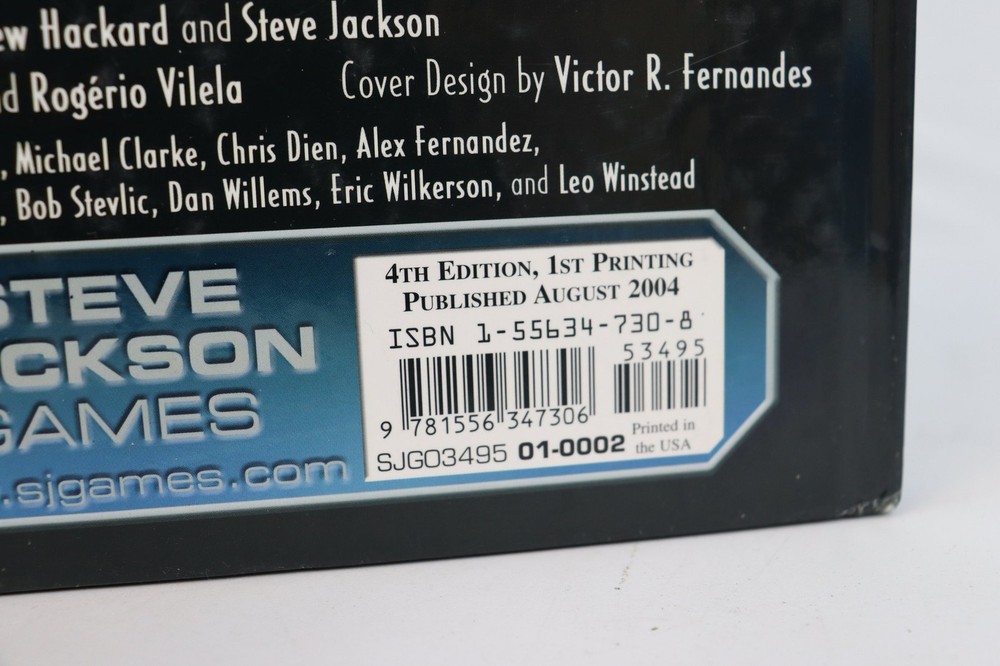 Hackard and Steve Jackson
Rogério Vilela Cover Design by Victor R. Fernandes
, Michael Clarke, Chris Dien, Alex Fernandez,
, Bob Stevlic, Dan Willems, Eric Wilkerson, and Leo Winstead
STEVE
CKSON
GAMES
.sjgames.com
4TH EDITION, 1ST PRINTING
PUBLISHED AUGUST 2004
ISBN 1-55634-730-8
53495
9 781556 347306
Printed in
the USA
SJG03495 01-0002